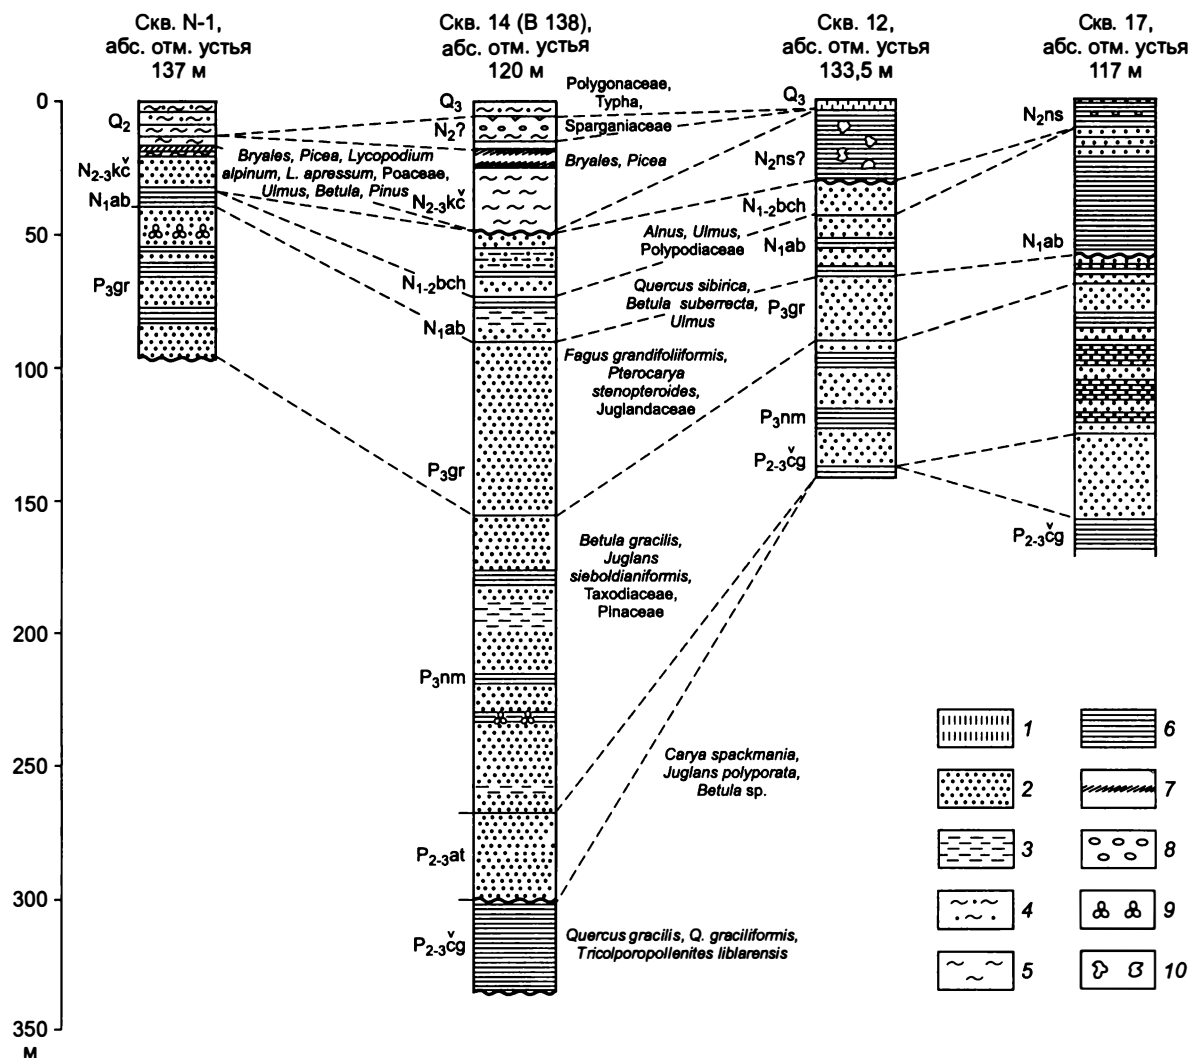 Скв. N-1,
абс. отм. устья
137 м
Скв. 14 (В 138),
абс. отм. устья
120 м
Скв. 12,
абс. отм. устья
133,5 м
Скв. 17,
абс. отм. устья
117 м
0
50
100
150
200
250
300
350
м
Q₂
N₂₋₃kč
N₁ab
P₃gr
Bryales, Picea, Lycopodium
alpinum, L. apressum, Poaceae,
Ulmus, Betula, Pinus
Q₃
N₂?
N₂₋₃kč
N₁₋₂bch
N₁ab
P₃gr
P₃nm
P₂₋₃at
P₂₋₃čg
Polygonaceae,
Typha,
Sparganiaceae
Bryales, Picea
Alnus, Ulmus,
Polypodiaceae
Quercus sibirica,
Betula suberrecta,
Ulmus
Fagus grandifoliiformis,
Pterocarya
stenopteroides,
Juglandaceae
Betula gracilis,
Juglans
sieboldianiformis,
Taxodiaceae,
Pinaceae
Carya spackmania,
Juglans polyporata,
Betula sp.
Quercus gracilis, Q. graciliformis,
Tricolporopollenites liblarensis
Q₃
N₂ns?
N₁₋₂bch
N₁ab
P₃gr
P₃nm
P₂₋₃čg
N₂ns
N₁ab
P₂₋₃čg
1
2
3
4
5
6
7
8
9
10